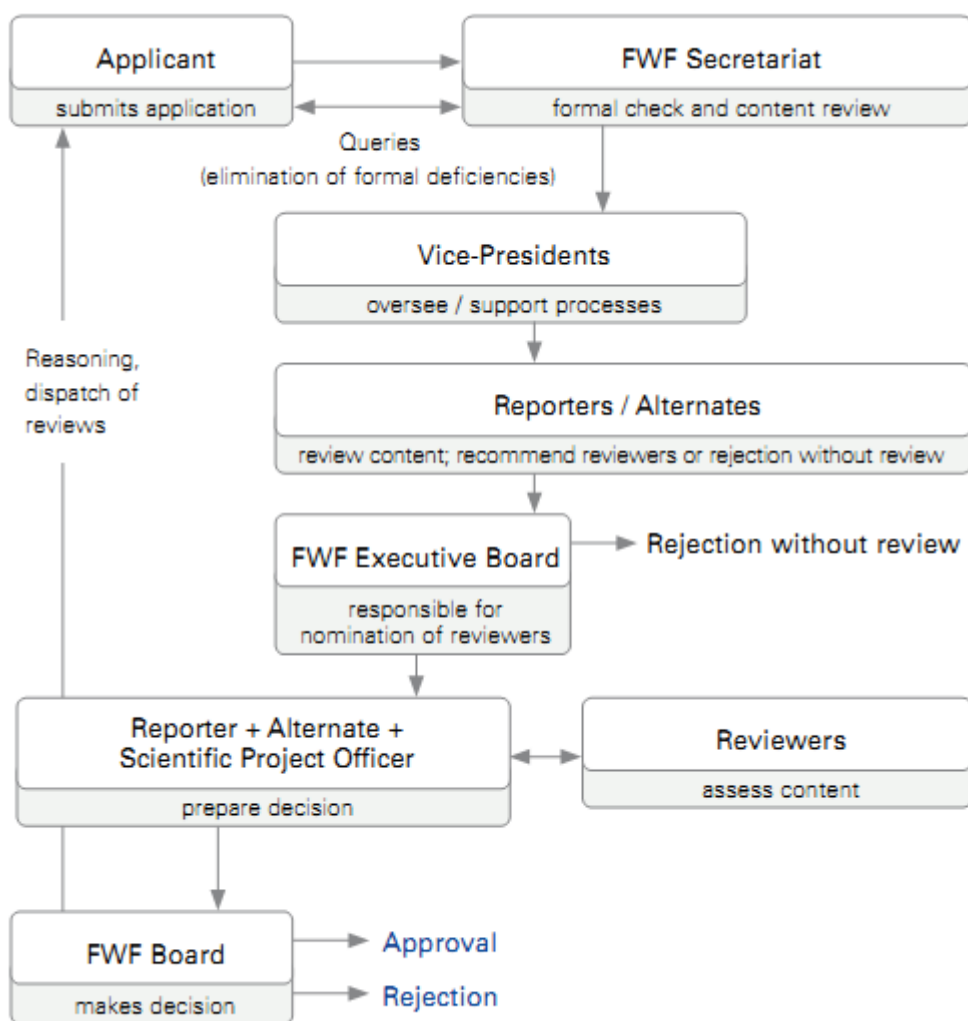 Applicant
submits application
FWF Secretariat
formal check and content review
Queries
(elimination of formal deficiencies)
Vice-Presidents
oversee / support processes
Reasoning,
dispatch of
reviews
Reporters / Alternates
review content; recommend reviewers or rejection without review
FWF Executive Board
responsible for
nomination of reviewers
Rejection without review
Reporter + Alternate +
Scientific Project Officer
prepare decision
Reviewers
assess content
FWF Board
makes decision
Approval
Rejection